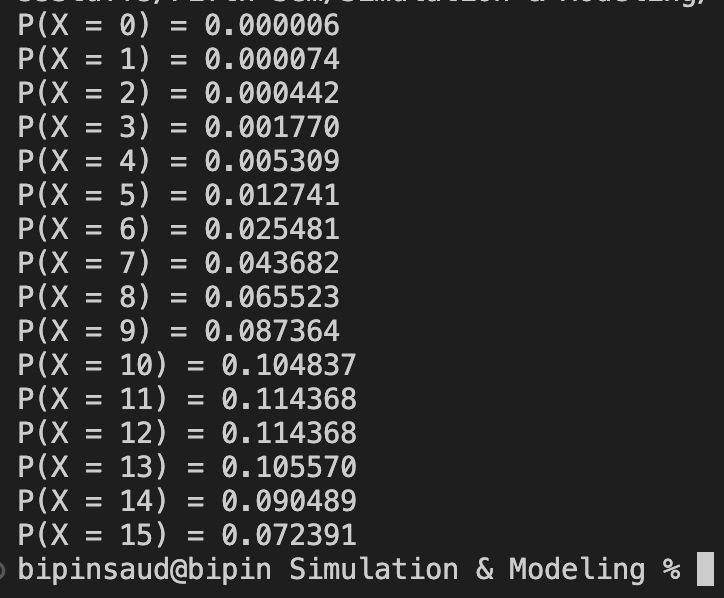 P(X = 0) = 0.000006
P(X = 1) = 0.000074
P(X = 2) = 0.000442
P(X = 3) = 0.001770
P(X = 4) = 0.005309
P(X = 5) = 0.012741
P(X = 6) = 0.025481
P(X = 7) = 0.043682
P(X = 8) = 0.065523
P(X = 9) = 0.087364
P(X = 10) = 0.104837
P(X = 11) = 0.114368
P(X = 12) = 0.114368
P(X = 13) = 0.105570
P(X = 14) = 0.090489
P(X = 15) = 0.072391
bipinsaud@bipin Simulation & Modeling %